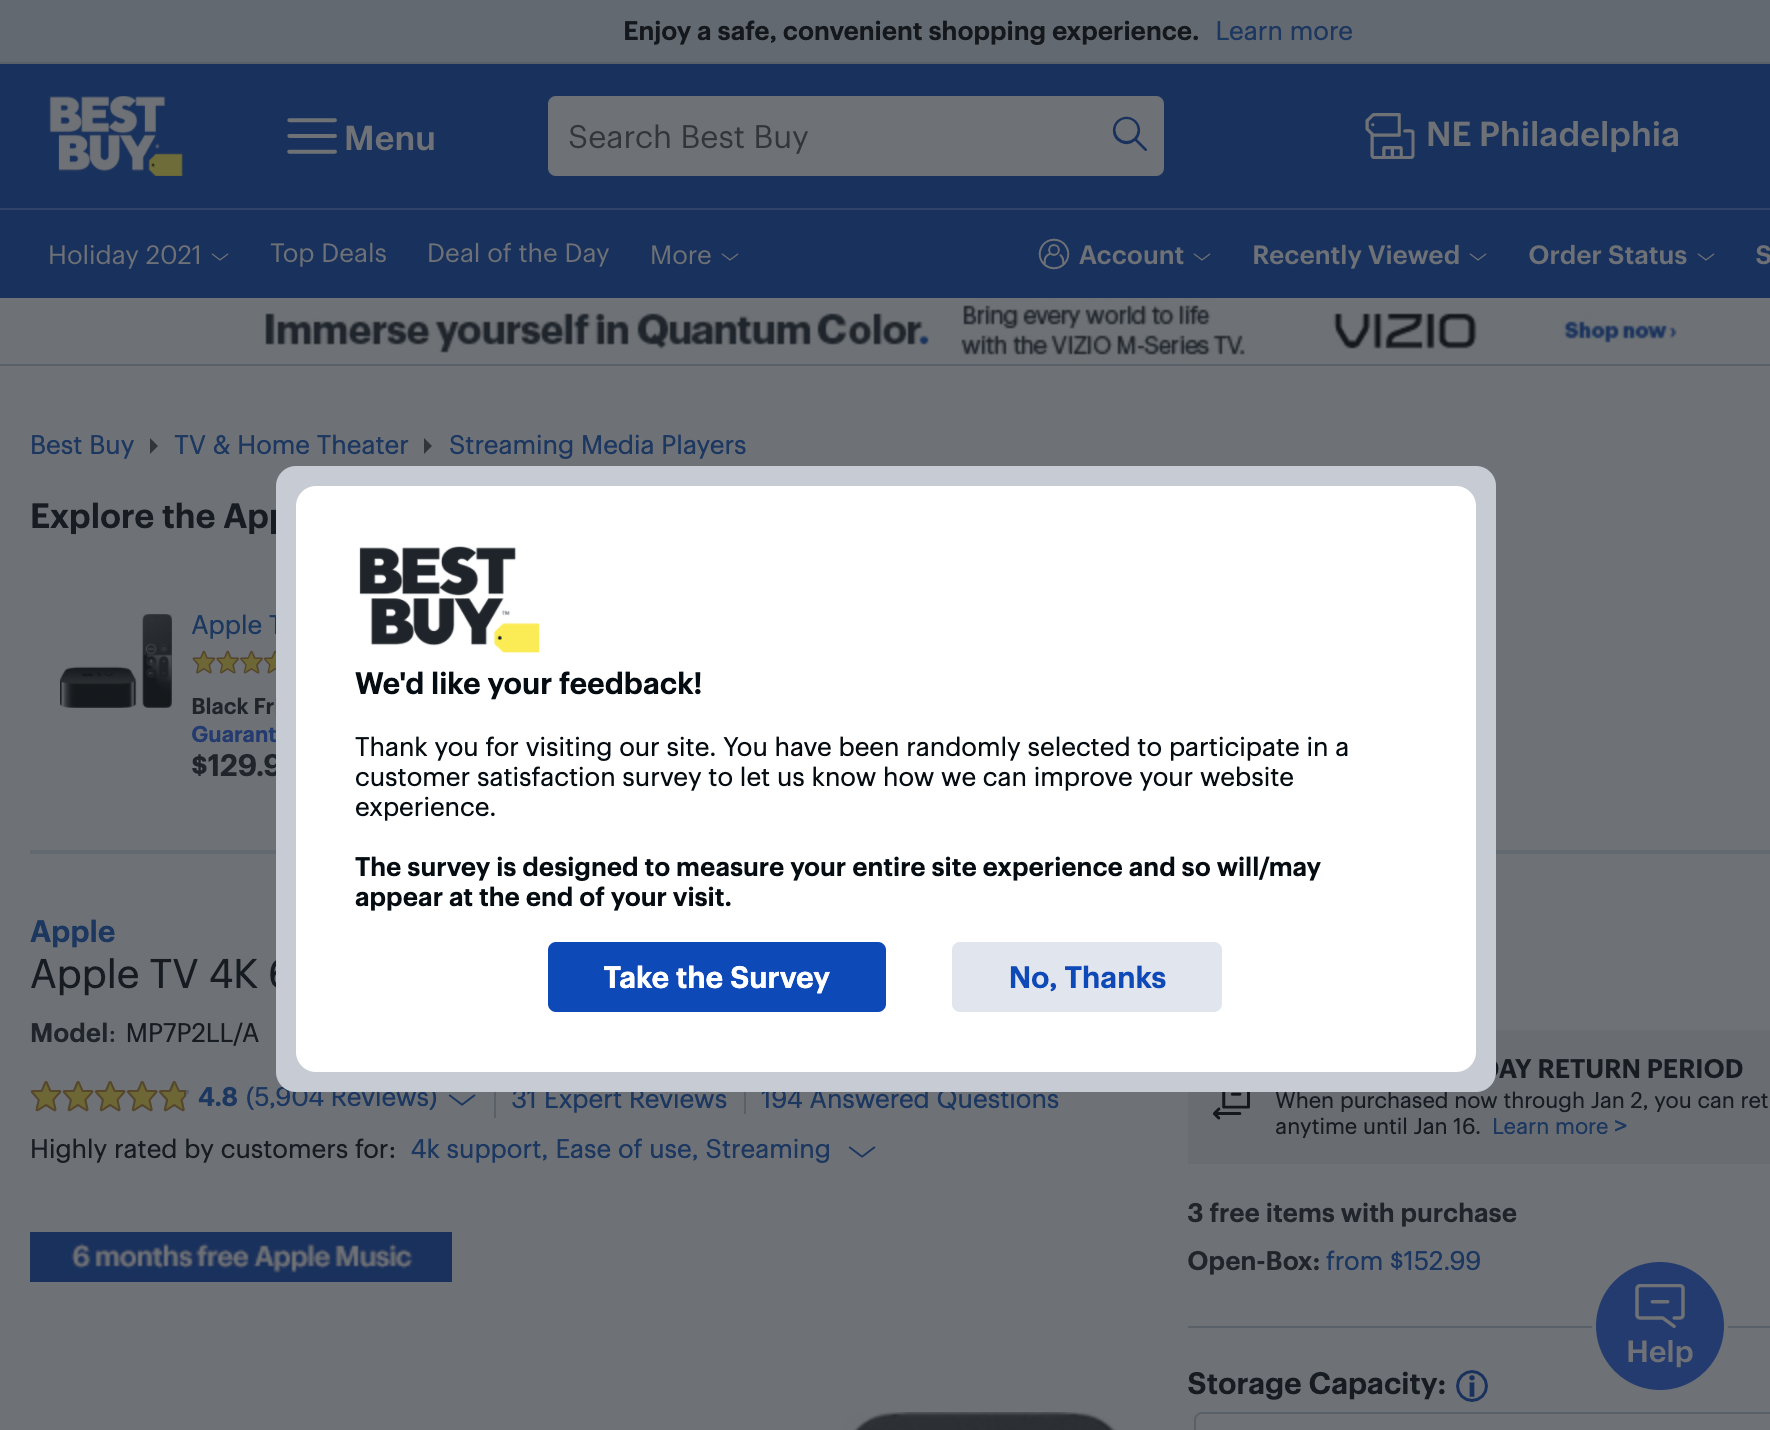 Enjoy a safe, convenient shopping experience. Learn more
BEST
BUY
Menu
Search Best Buy
NE Philadelphia
Holiday 2021
Top Deals
Deal of the Day
More
Account
Recently Viewed
Order Status
Immerse yourself in Quantum Color.
Bring every world to life
with the VIZIO M-Series TV.
VIZIO
Shop now ›
Best Buy
TV & Home Theater
Streaming Media Players
Explore the
Apple
Black
$129.9
BEST
BUY™
We'd like your feedback!
Thank you for visiting our site. You have been randomly selected to participate in a
customer satisfaction survey to let us know how we can improve your website
experience.
The survey is designed to measure your entire site experience and so will/may
appear at the end of your visit.
Take the Survey
No, Thanks
Apple
Apple TV 4K
Model: MP7P2LL/A
4.8 (5,904 Reviews)
31 Expert Reviews
194 Answered Questions
Highly rated by customers for: 4k support, Ease of use, Streaming
6 months free Apple Music
RETURN PERIOD
When purchased now through Jan 2, you can
anytime until Jan 16. Learn more >
3 free items with purchase
Open-Box: from $152.99
Help
Storage Capacity: